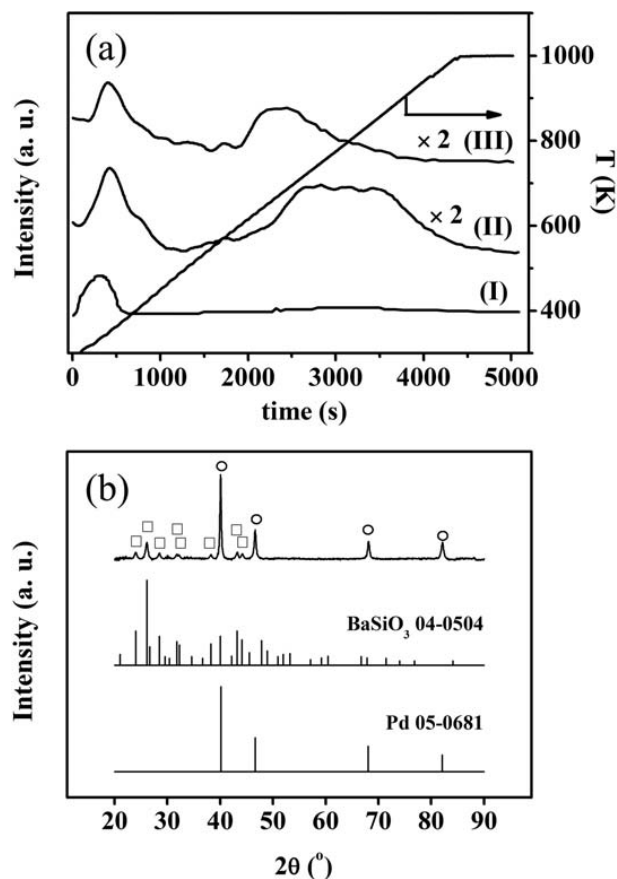 (a)
Intensity (a. u.)
T (K)
1000
800
600
400
× 2 (III)
× 2 (II)
(I)
0 1000 2000 3000 4000 5000
time (s)
(b)
Intensity (a. u.)
BaSiO₃ 04-0504
Pd 05-0681
20 30 40 50 60 70 80 90
2θ (°)